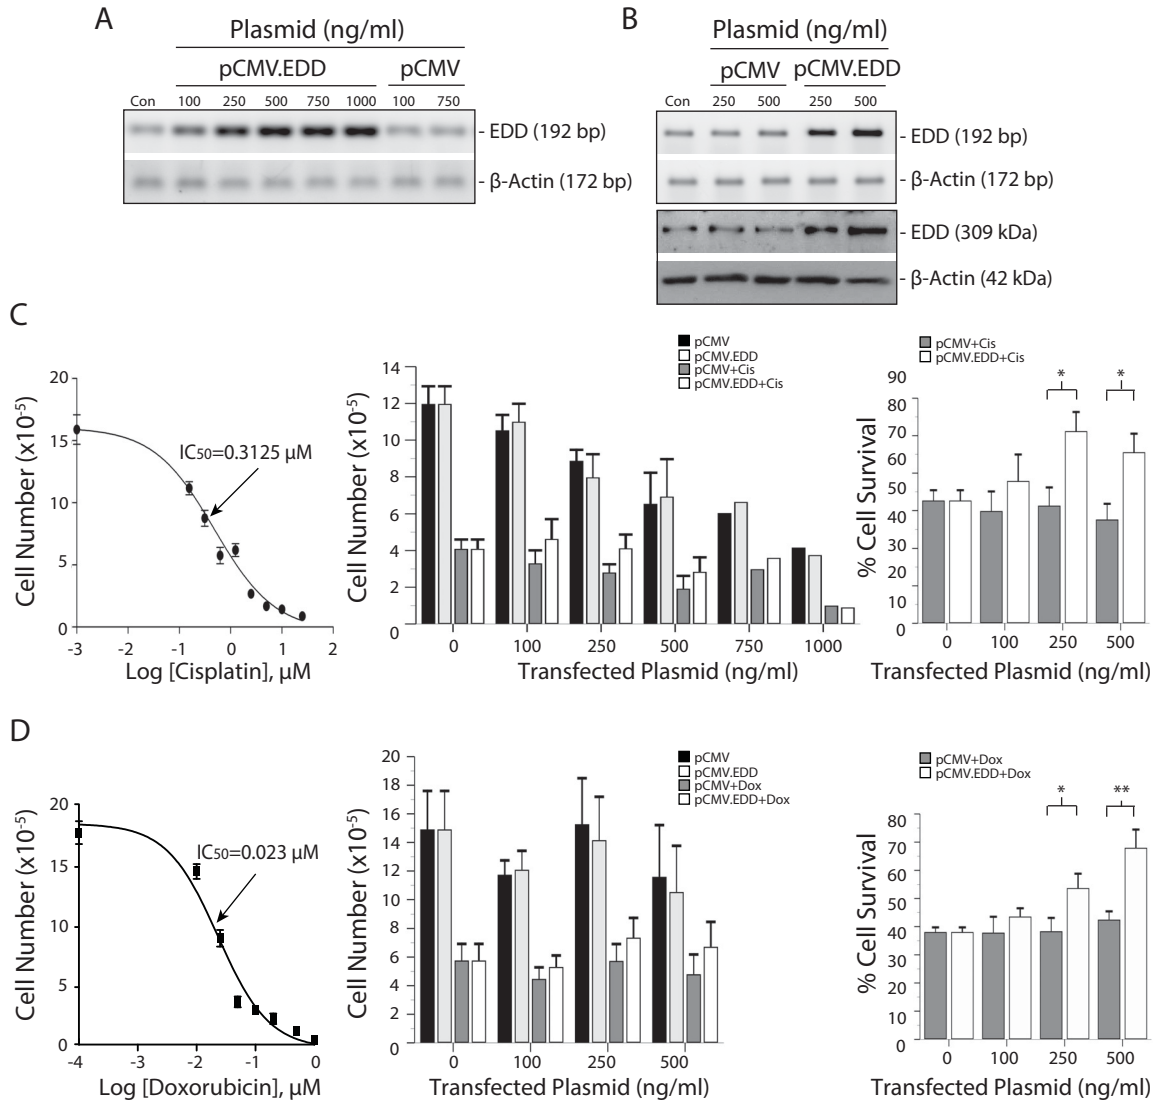 A
Plasmid (ng/ml)
pCMV.EDD pCMV
Con 100 250 500 750 1000 100 750
- EDD (192 bp)
- β-Actin (172 bp)
B
Plasmid (ng/ml)
pCMV pCMV.EDD
Con 250 500 250 500
- EDD (192 bp)
- β-Actin (172 bp)
- EDD (309 kDa)
- β-Actin (42 kDa)
C
Cell Number (x10-5)
20
15
10
5
0
IC50=0.3125 µM
-3 -2 -1 0 1 2
Log [Cisplatin], µM
Cell Number (x10-5)
14
12
10
8
6
4
2
0
pCMV
pCMV.EDD
pCMV+Cis
pCMV.EDD+Cis
0 100 250 500 750 1000
Transfected Plasmid (ng/ml)
% Cell Survival
90
80
70
60
50
40
30
20
10
0
pCMV+Cis
pCMV.EDD+Cis
* *
0 100 250 500
Transfected Plasmid (ng/ml)
D
Cell Number (x10-5)
20
15
10
5
0
IC50=0.023 µM
-4 -3 -2 -1 0
Log [Doxorubicin], µM
Cell Number (x10-5)
20
18
16
14
12
10
8
6
4
2
0
pCMV
pCMV.EDD
pCMV+Dox
pCMV.EDD+Dox
0 100 250 500
Transfected Plasmid (ng/ml)
% Cell Survival
80
70
60
50
40
30
20
10
0
pCMV+Dox
pCMV.EDD+Dox
* **
0 100 250 500
Transfected Plasmid (ng/ml)